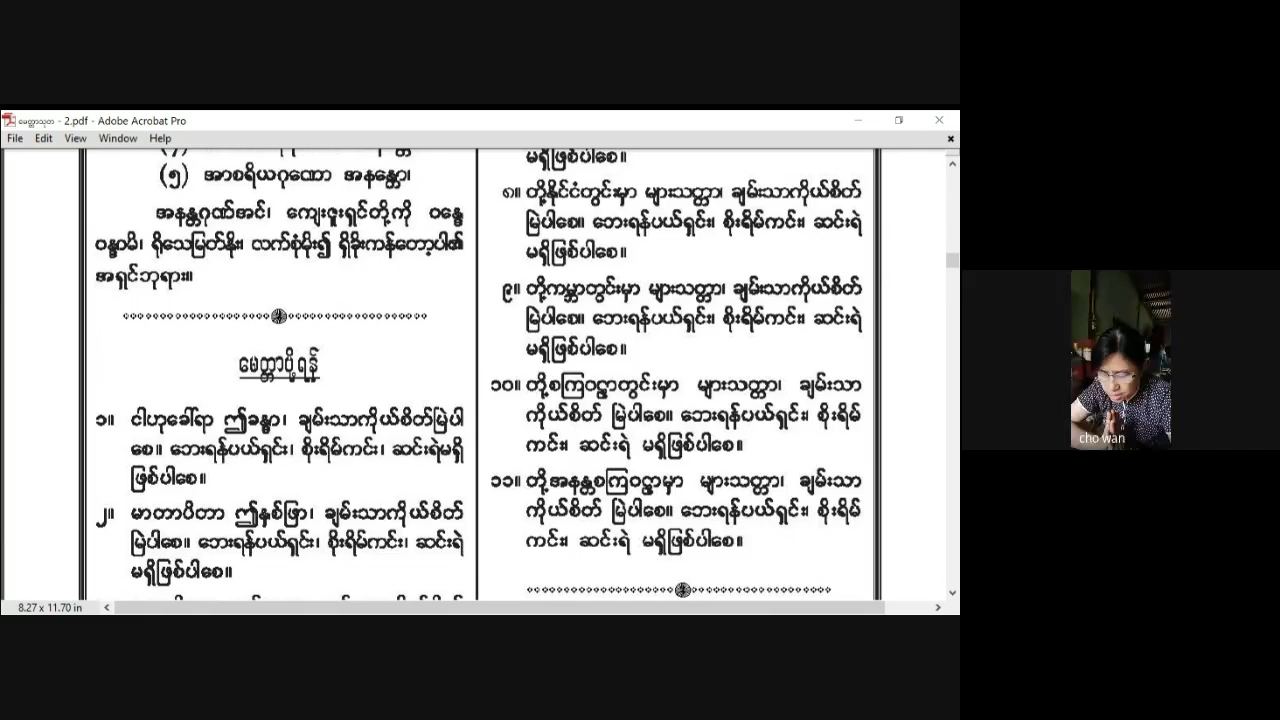 မေတ္တာသုတ - 2.pdf - Adobe Acrobat Pro
File Edit View Window Help
(၅) အာစရိယဂုဏော အနန္တော၊
အနန္တဂုဏ်အင်၊ ကျေးဇူးရှင်တို့ကို ဝန္ဒေ
ဝန္ဒာမိ၊ ရိုသေမြတ်နိုး၊ လက်စုံမိုး၍ ရှိခိုးကန်တော့ပါ၏
အရှင်ဘုရား။
မေတ္တာပို့ရန်
၁။ ငါဟုခေါ်ရာ ဤခန္ဓာ၊ ချမ်းသာကိုယ်စိတ်မြဲပါ
စေ။ ဘေးရန်ပယ်ရှင်း၊ စိုးရိမ်ကင်း၊ ဆင်းရဲမရှိ
ဖြစ်ပါစေ။
၂။ မာတာပိတာ ဤနှစ်ဖြာ၊ ချမ်းသာကိုယ်စိတ်
မြဲပါစေ။ ဘေးရန်ပယ်ရှင်း၊ စိုးရိမ်ကင်း၊ ဆင်းရဲ
မရှိဖြစ်ပါစေ။
မရှိဖြစ်ပါစေ။
၈။ တို့နိုင်ငံတွင်းမှာ များသတ္တာ၊ ချမ်းသာကိုယ်စိတ်
မြဲပါစေ။ ဘေးရန်ပယ်ရှင်း၊ စိုးရိမ်ကင်း၊ ဆင်းရဲ
မရှိဖြစ်ပါစေ။
၉။ တို့ကမ္ဘာတွင်းမှာ များသတ္တာ၊ ချမ်းသာကိုယ်စိတ်
မြဲပါစေ။ ဘေးရန်ပယ်ရှင်း၊ စိုးရိမ်ကင်း၊ ဆင်းရဲ
မရှိဖြစ်ပါစေ။
၁၀။ တို့စကြဝဠာတွင်းမှာ များသတ္တာ၊ ချမ်းသာ
ကိုယ်စိတ် မြဲပါစေ။ ဘေးရန်ပယ်ရှင်း၊ စိုးရိမ်
ကင်း၊ ဆင်းရဲ မရှိဖြစ်ပါစေ။
၁၁။ တို့အနန္တစကြဝဠာမှာ များသတ္တာ၊ ချမ်းသာ
ကိုယ်စိတ် မြဲပါစေ။ ဘေးရန်ပယ်ရှင်း၊ စိုးရိမ်
ကင်း၊ ဆင်းရဲ မရှိဖြစ်ပါစေ။
8.27 x 11.70 in
cho wan